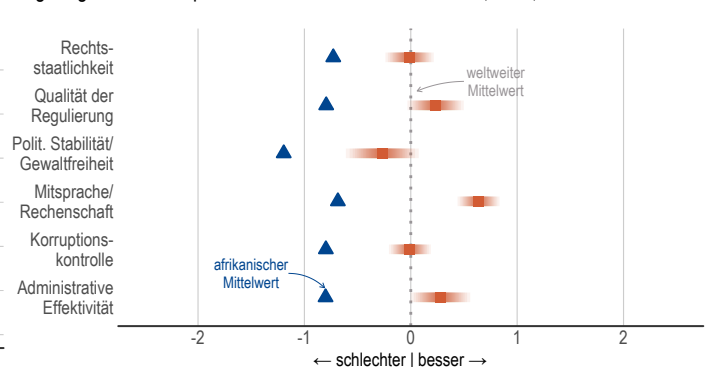 Rechts-
staatlichkeit
Qualität der
Regulierung
Polit. Stabilität/
Gewaltfreiheit
Mitsprache/
Rechenschaft
Korruptions-
kontrolle
Administrative
Effektivität
weltweiter
Mittelwert
afrikanischer
Mittelwert
-2 -1 0 1 2
← schlechter | besser →